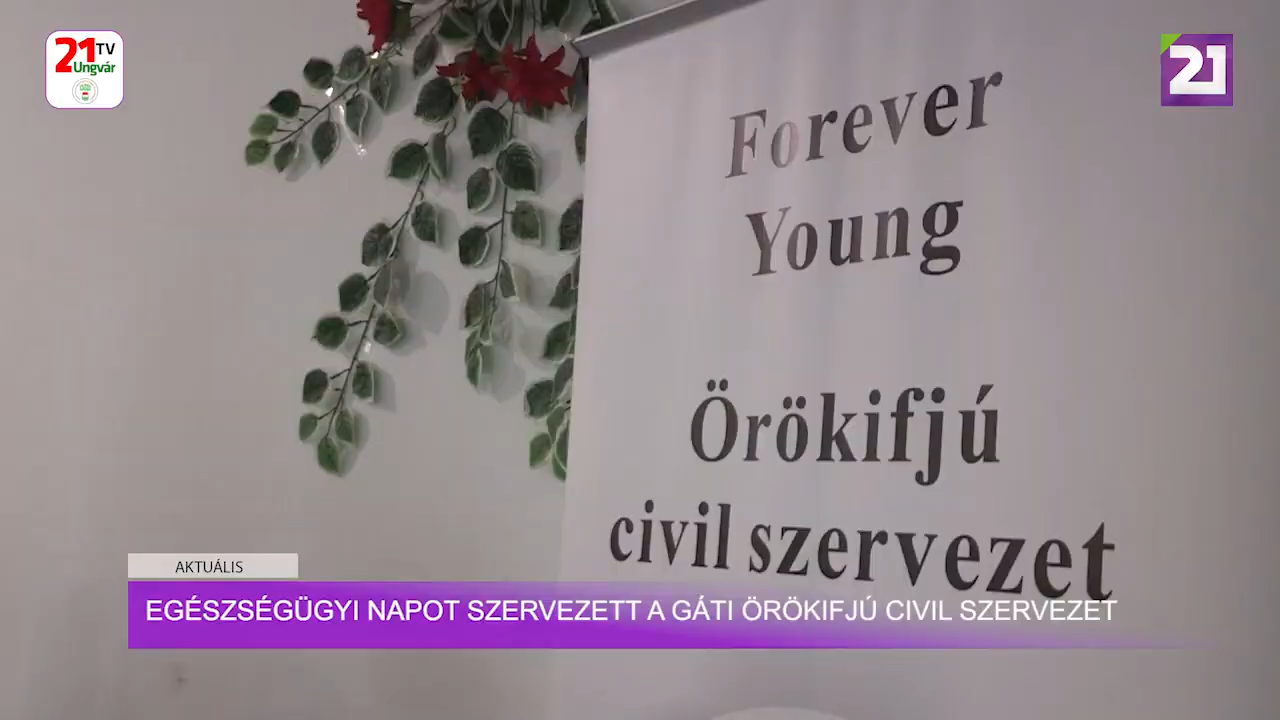 21 TV
Ungvár
21
Forever
Young
Örökifjú
civil szervezet
AKTUÁLIS
EGÉSZSÉGÜGYI NAPOT SZERVEZETT A GÁTI ÖRÖKIFJÚ CIVIL SZERVEZET